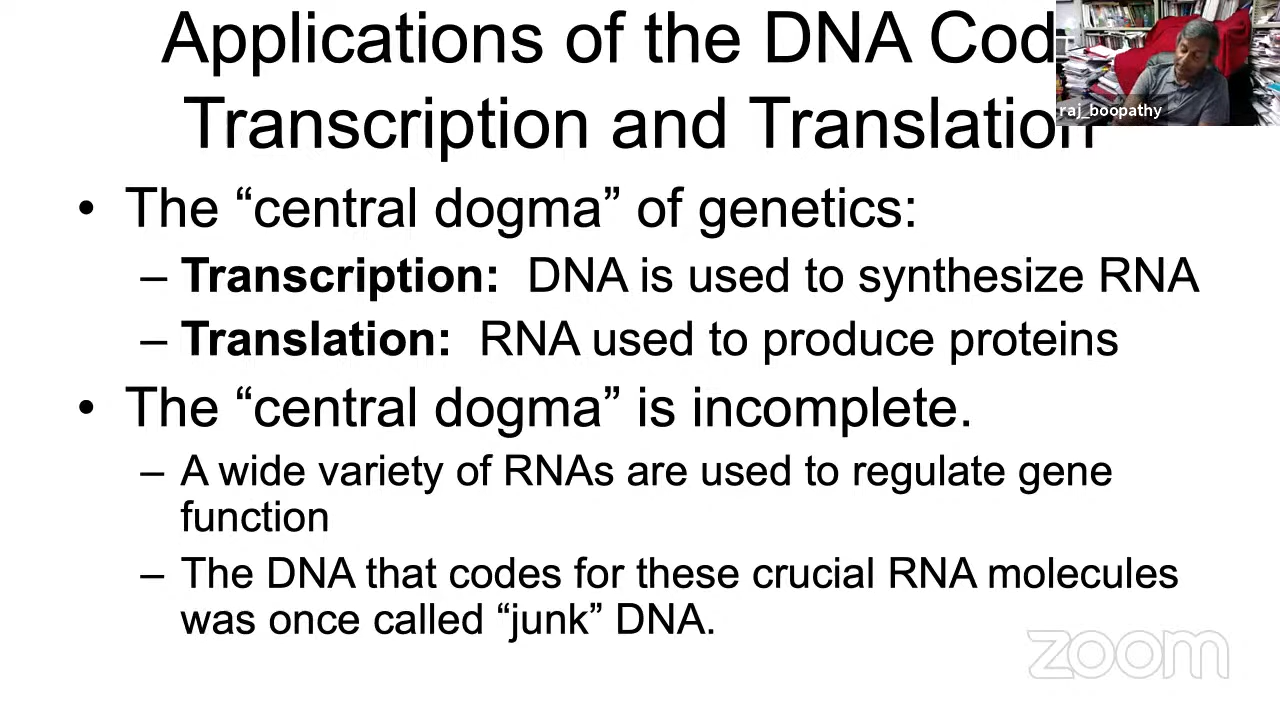 Applications of the DNA Cod
Transcription and Translation
• The “central dogma” of genetics:
– Transcription: DNA is used to synthesize RNA
– Translation: RNA used to produce proteins
• The “central dogma” is incomplete.
– A wide variety of RNAs are used to regulate gene
function
– The DNA that codes for these crucial RNA molecules
was once called “junk” DNA.
raj_boopathy
zoom